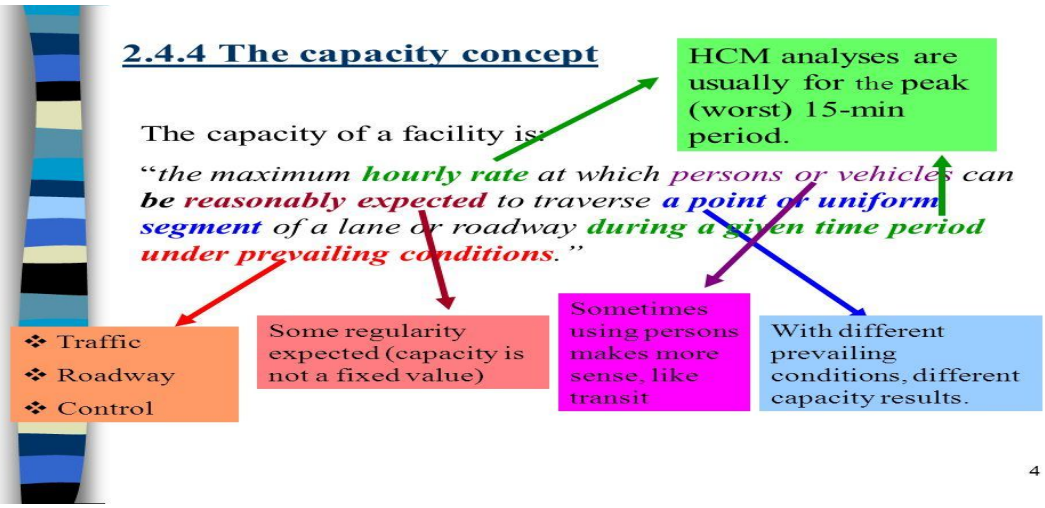 2.4.4 The capacity concept
HCM analyses are
usually for the peak
(worst) 15-min
period.
The capacity of a facility is:
“the maximum hourly rate at which persons or vehicles can
be reasonably expected to traverse a point or uniform
segment of a lane or roadway during a given time period
under prevailing conditions.”
❖ Traffic
❖ Roadway
❖ Control
Some regularity
expected (capacity is
not a fixed value)
Sometimes
using persons
makes more
sense, like
transit
With different
prevailing
conditions, different
capacity results.
4